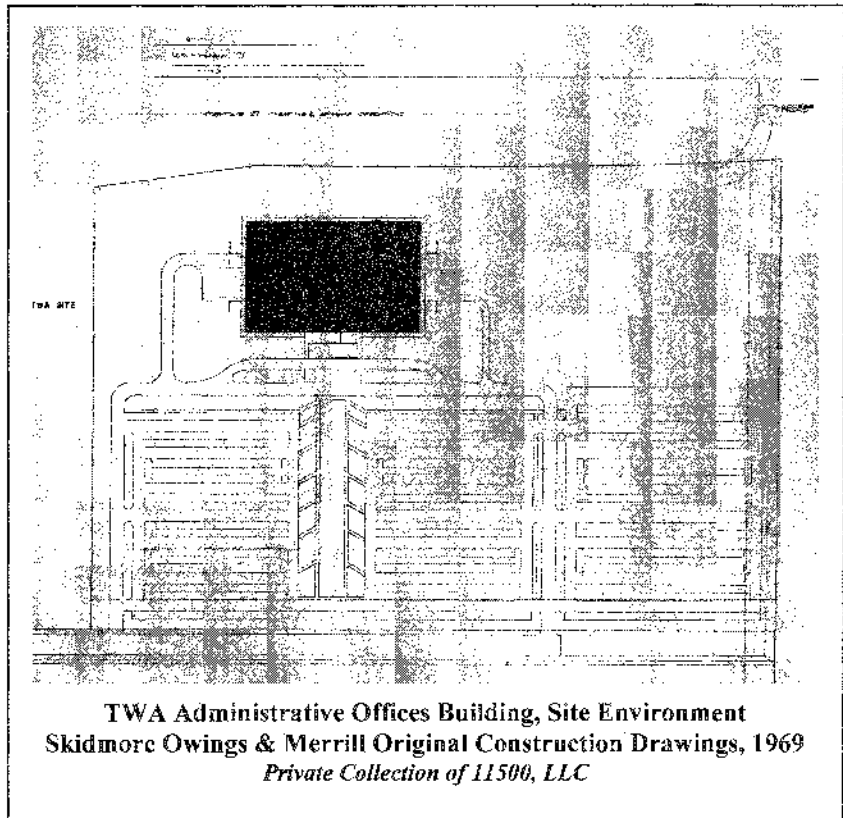 TWA SITE
TWA Administrative Offices Building, Site Environment
Skidmore Owings & Merrill Original Construction Drawings, 1969
Private Collection of 11500, LLC